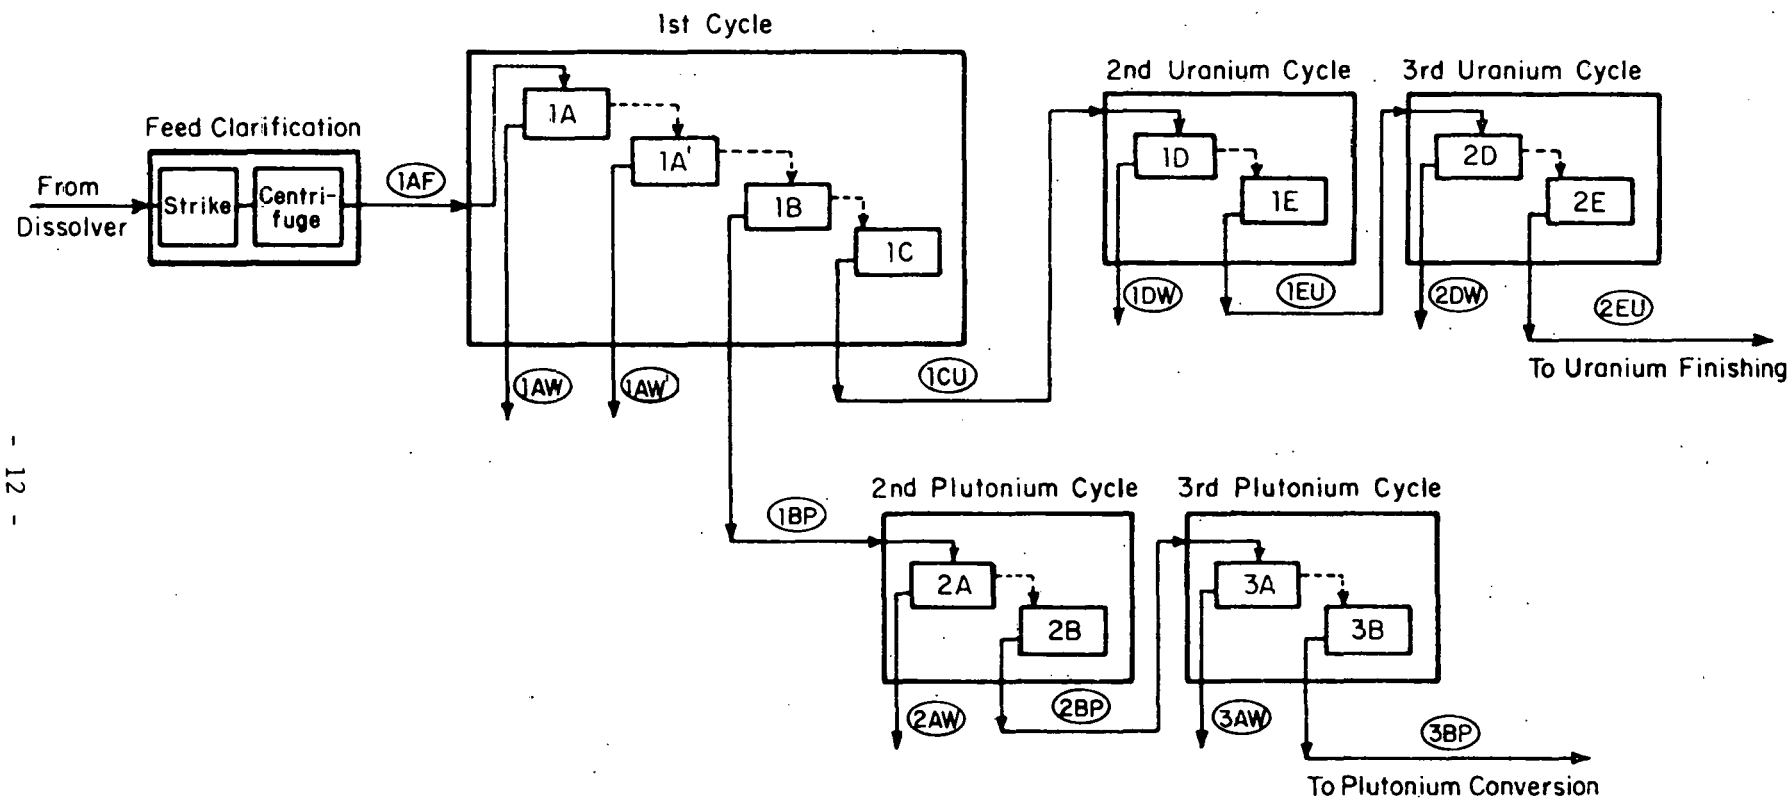 1st Cycle
2nd Uranium Cycle
3rd Uranium Cycle
Feed Clarification
From
Dissolver
Strike
Centri-
fuge
1AF
1A
1A'
1B
1C
1D
1E
2D
2E
1AW
1AW'
1CU
1DW
1EU
2DW
2EU
To Uranium Finishing
- 12 -
1BP
2nd Plutonium Cycle
3rd Plutonium Cycle
2A
2B
3A
3B
2AW
2BP
3AW
3BP
To Plutonium Conversion